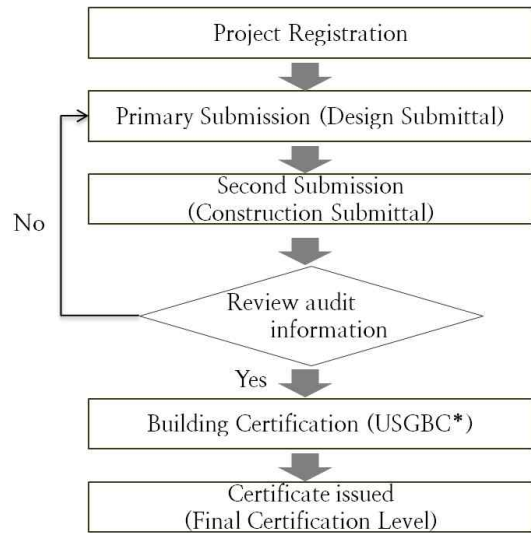 Project Registration
Primary Submission (Design Submittal)
Second Submission
(Construction Submittal)
No
Review audit
information
Yes
Building Certification (USGBC*)
Certificate issued
(Final Certification Level)